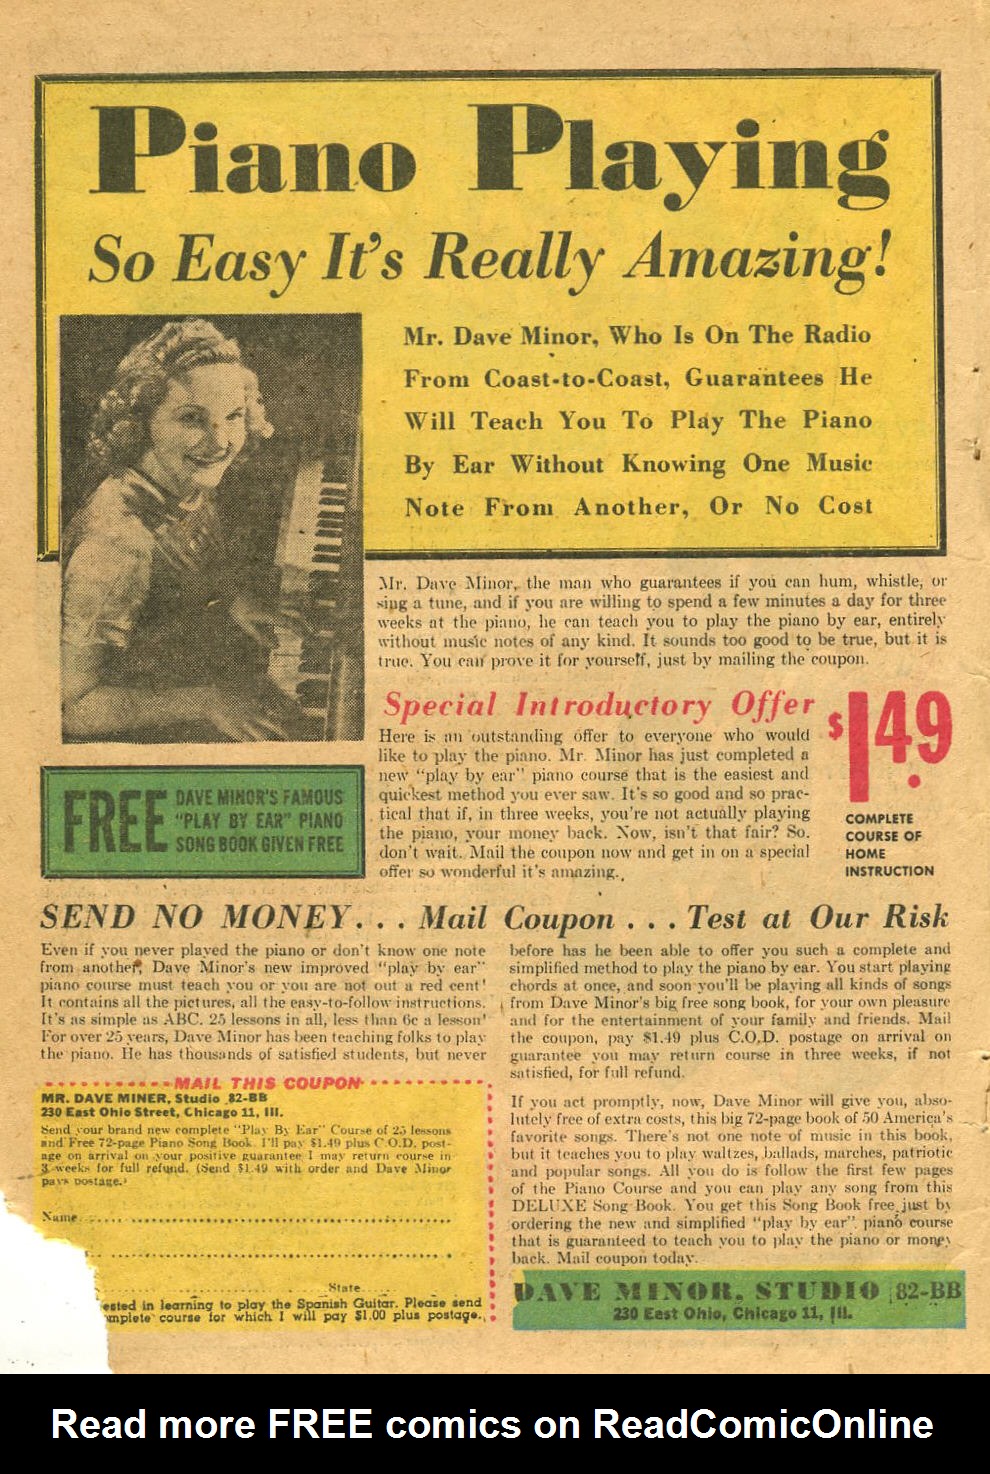 Piano Playing
So Easy It's Really Amazing!
Mr. Dave Minor, Who Is On The Radio
From Coast-to-Coast, Guarantees He
Will Teach You To Play The Piano
By Ear Without Knowing One Music
Note From Another, Or No Cost
Mr. Dave Minor, the man who guarantees if you can hum, whistle, or
sing a tune, and if you are willing to spend a few minutes a day for three
weeks at the piano, he can teach you to play the piano by ear, entirely
without music notes of any kind. It sounds too good to be true, but it is
true. You can prove it for yourself, just by mailing the coupon.
Special Introductory Offer
Here is an outstanding offer to everyone who would
like to play the piano. Mr. Minor has just completed a
new "play by ear" piano course that is the easiest and
quickest method you ever saw. It's so good and so prac-
tical that if, in three weeks, you're not actually playing
the piano, your money back. Now, isn't that fair? So.
don't wait. Mail the coupon now and get in on a special
offer so wonderful it's amazing.
$1.49
COMPLETE
COURSE OF
HOME
INSTRUCTION
FREE
DAVE MINOR'S FAMOUS
"PLAY BY EAR" PIANO
SONG BOOK GIVEN FREE
SEND NO MONEY... Mail Coupon... Test at Our Risk
Even if you never played the piano or don't know one note
from another, Dave Minor's new improved "play by ear"
piano course must teach you or you are not out a red cent!
It contains all the pictures, all the easy-to-follow instructions.
It's as simple as ABC. 25 lessons in all, less than 6c a lesson!
For over 25 years, Dave Minor has been teaching folks to play
the piano. He has thousands of satisfied students, but never
before has he been able to offer you such a complete and
simplified method to play the piano by ear. You start playing
chords at once, and soon you'll be playing all kinds of songs
from Dave Minor's big free song book, for your own pleasure
and for the entertainment of your family and friends. Mail
the coupon, pay $1.49 plus C.O.D. postage on arrival on
guarantee you may return course in three weeks, if not
satisfied, for full refund.
If you act promptly, now, Dave Minor will give you, abso-
lutely free of extra costs, this big 72-page book of 50 America's
favorite songs. There's not one note of music in this book,
but it teaches you to play waltzes, ballads, marches, patriotic
and popular songs. All you do is follow the first few pages
of the Piano Course and you can play any song from this
DELUXE Song Book. You get this Song Book free just by
ordering the new and simplified "play by ear" piano course
that is guaranteed to teach you to play the piano or money
back. Mail coupon today.
MAIL THIS COUPON
MR. DAVE MINER, Studio 82-BB
230 East Ohio Street, Chicago 11, Ill.
Send your brand new complete "Play By Ear" Course of 25 lessons
and Free 72-page Piano Song Book. I'll pay $1.49 plus C.O.D. post-
age on arrival on your positive guarantee I may return course in
3 weeks for full refund. (Send $1.49 with order and Dave Minor
pays postage.)
Name
State
ested in learning to play the Spanish Guitar. Please send
mplete course for which I will pay $1.00 plus postage.
DAVE MINOR, STUDIO 82-BB
230 East Ohio, Chicago 11, Ill.
Read more FREE comics on ReadComicOnline